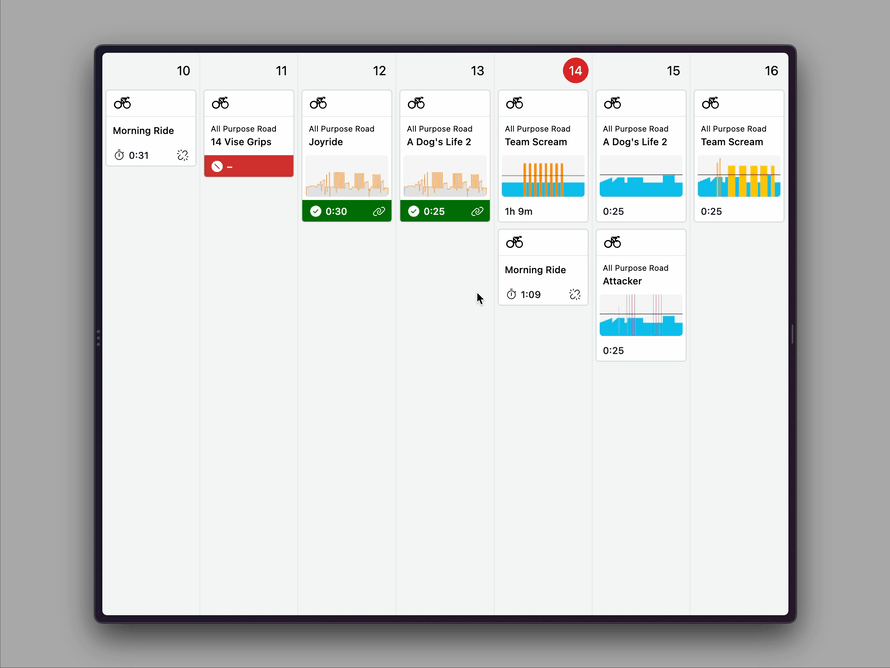 10
11
12
13
14
15
16
Morning Ride
0:31
All Purpose Road
14 Vise Grips
–
All Purpose Road
Joyride
0:30
All Purpose Road
A Dog's Life 2
0:25
All Purpose Road
Team Scream
1h 9m
Morning Ride
1:09
All Purpose Road
A Dog's Life 2
0:25
All Purpose Road
Attacker
0:25
All Purpose Road
Team Scream
0:25